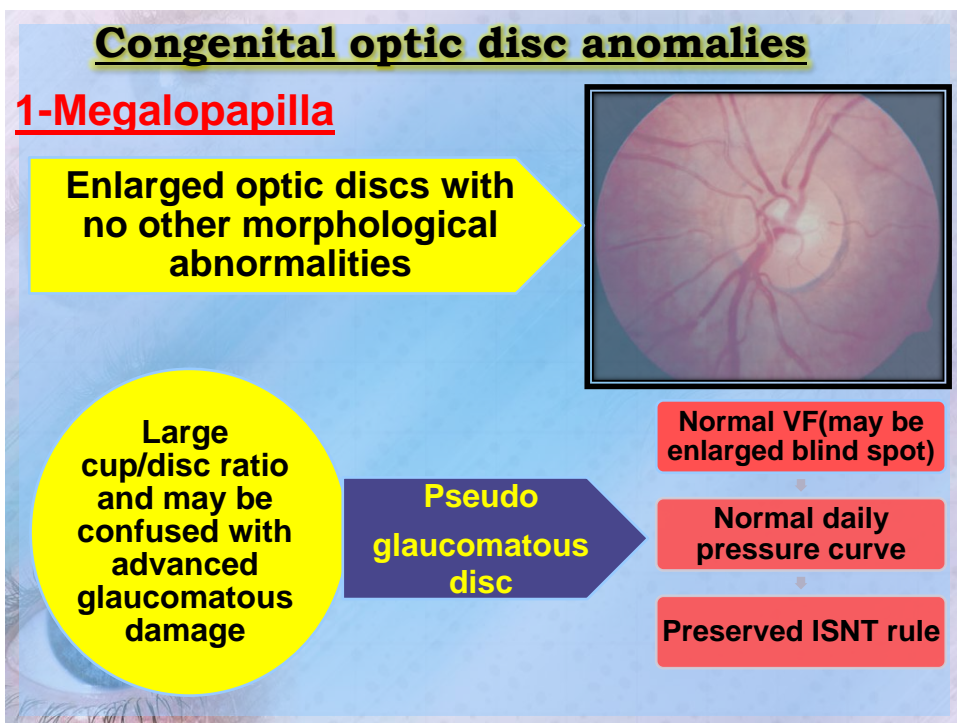 Congenital optic disc anomalies
1-Megalopapilla
Enlarged optic discs with
no other morphological
abnormalities
Large
cup/disc ratio
and may be
confused with
advanced
glaucomatous
damage
Pseudo
glaucomatous
disc
Normal VF(may be
enlarged blind spot)
Normal daily
pressure curve
Preserved ISNT rule